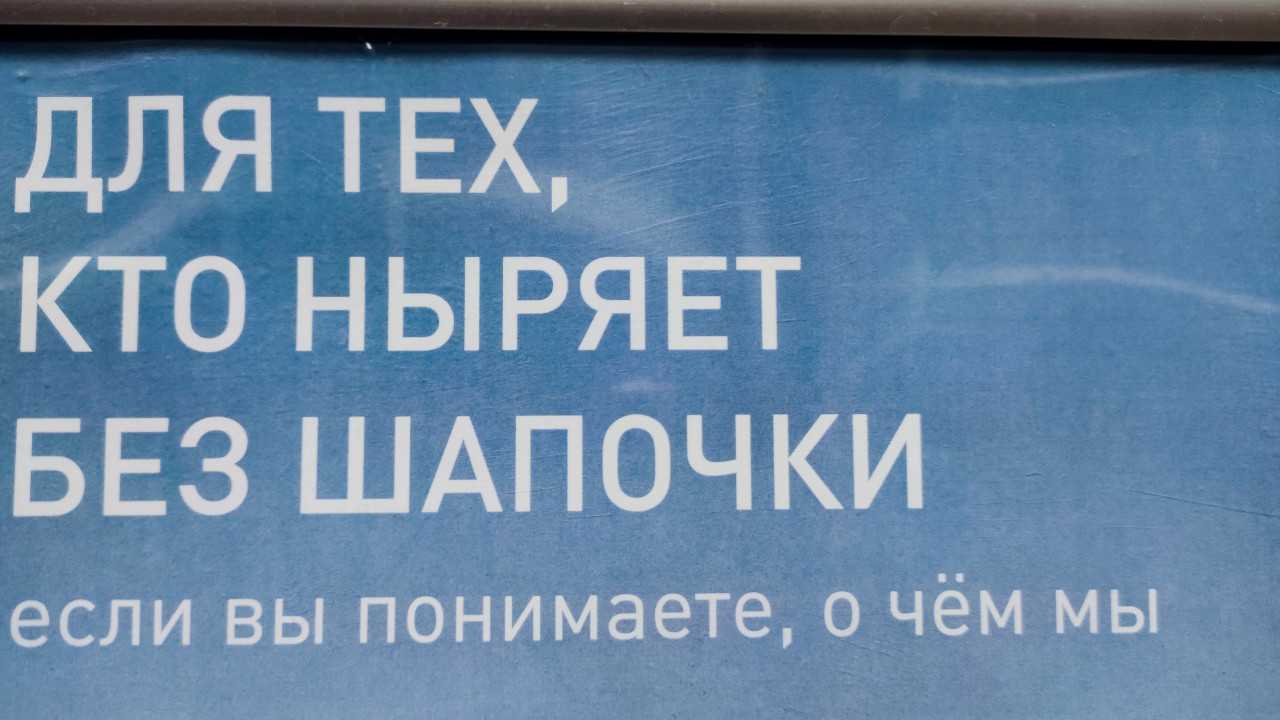 ДЛЯ ТЕХ,
КТО НЫРЯЕТ
БЕЗ ШАПОЧКИ
если вы понимаете, о чём мы